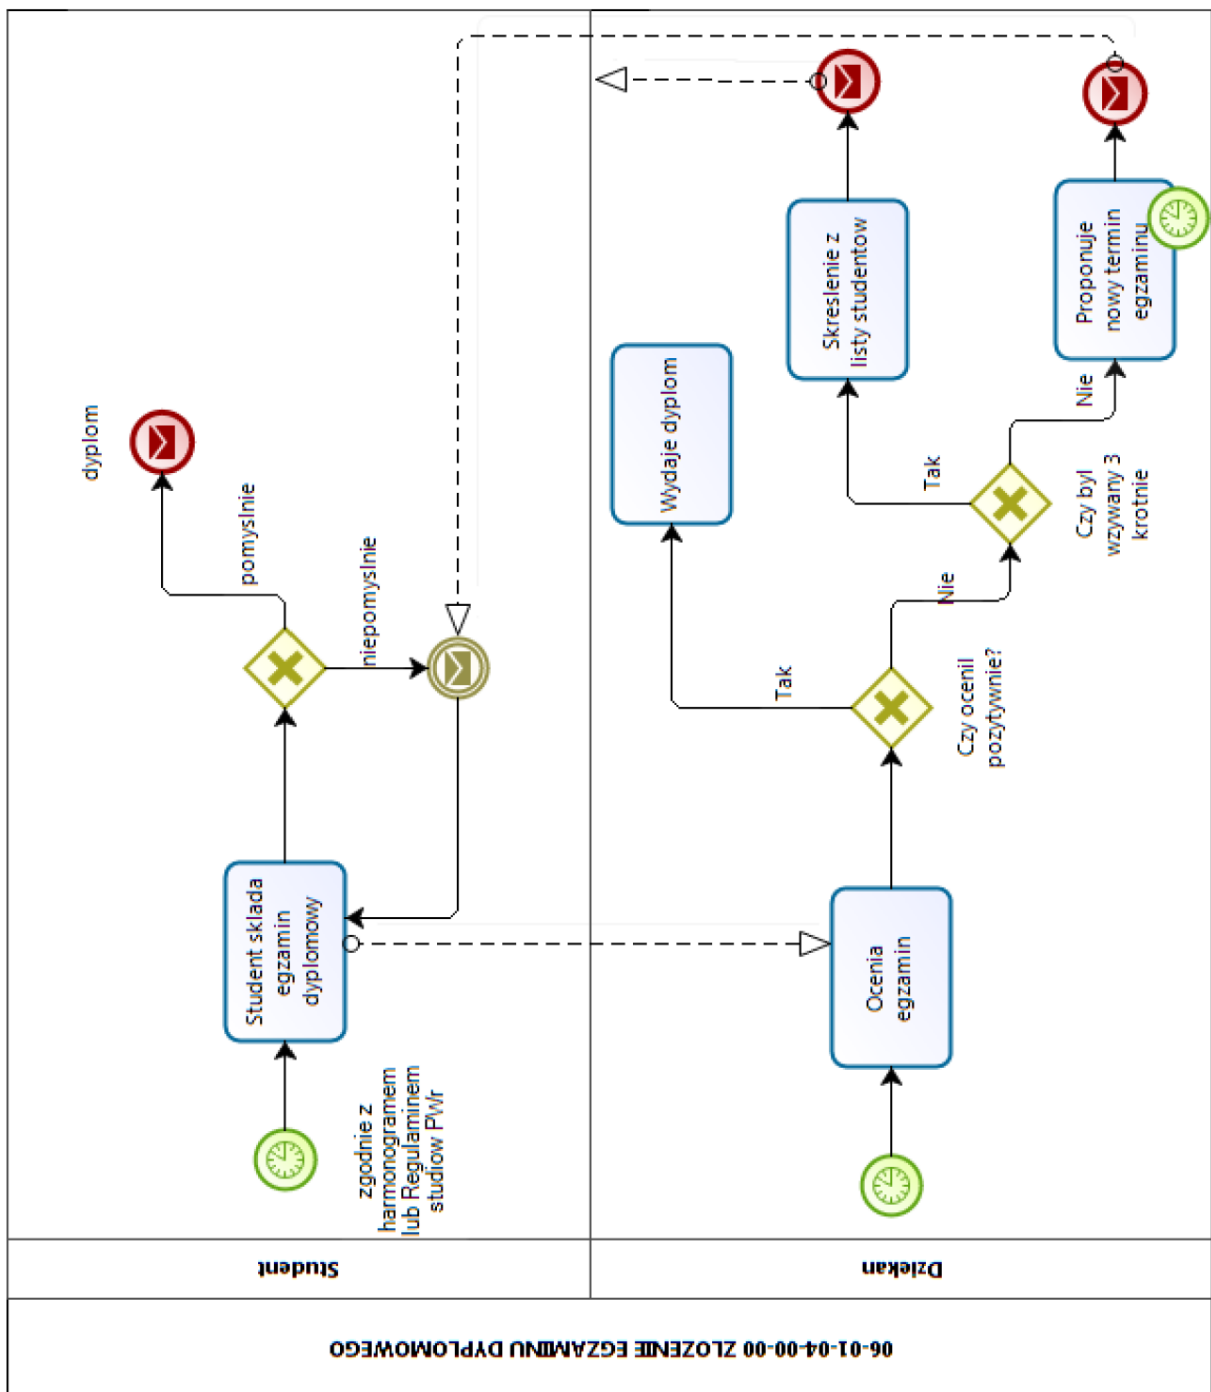 06-01-04-00-00 ZLOZENIE EGZAMINU DYPLOMOWEGO
Student
zgodnie z
harmonogramem
lub Regulaminem
studiow PWr
Student sklada
egzamin
dyplomowy
pomyslnie
niepomyslnie
dyplom
Dziekan
Ocenia
egzamin
Czy ocenil
pozytywnie?
Tak
Nie
Wydaje dyplom
Czy byl
wzywany 3
krotnie
Tak
Nie
Skreslenie z
listy studentow
Proponuje
nowy termin
egzaminu